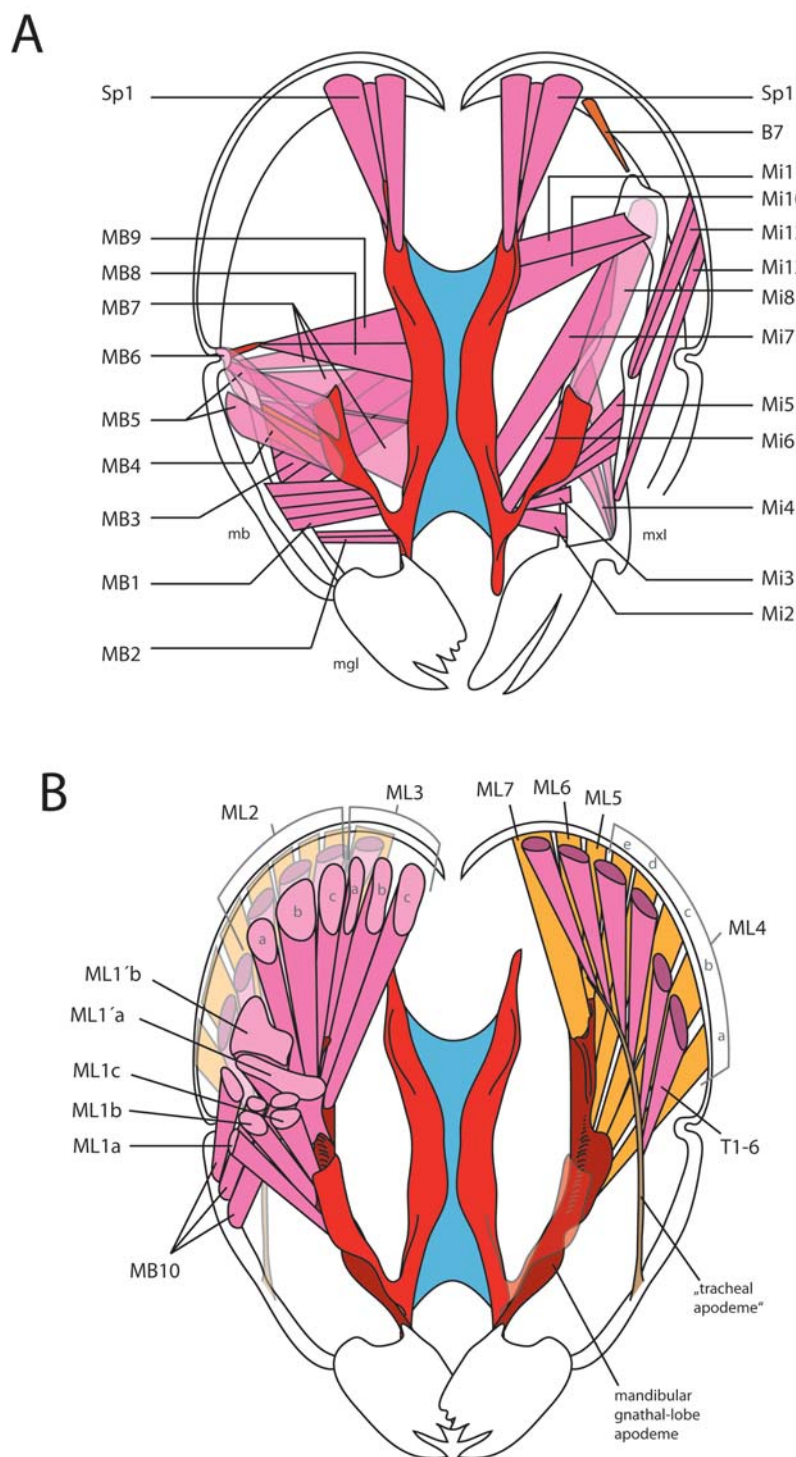 A
Sp1
MB9
MB8
MB7
MB6
MB5
MB4
MB3
MB1
MB2
mb
mgl
mxl
Sp1
B7
Mi8
Mi7
Mi5
Mi6
Mi4
Mi3
Mi2
B
ML2
ML3
a
b
c
a
b
c
ML1´b
ML1´a
ML1c
ML1b
ML1a
MB10
ML7
ML6
ML5
e
d
c
b
a
ML4
T1-6
„tracheal
apodeme“
mandibular
gnathal-lobe
apodeme